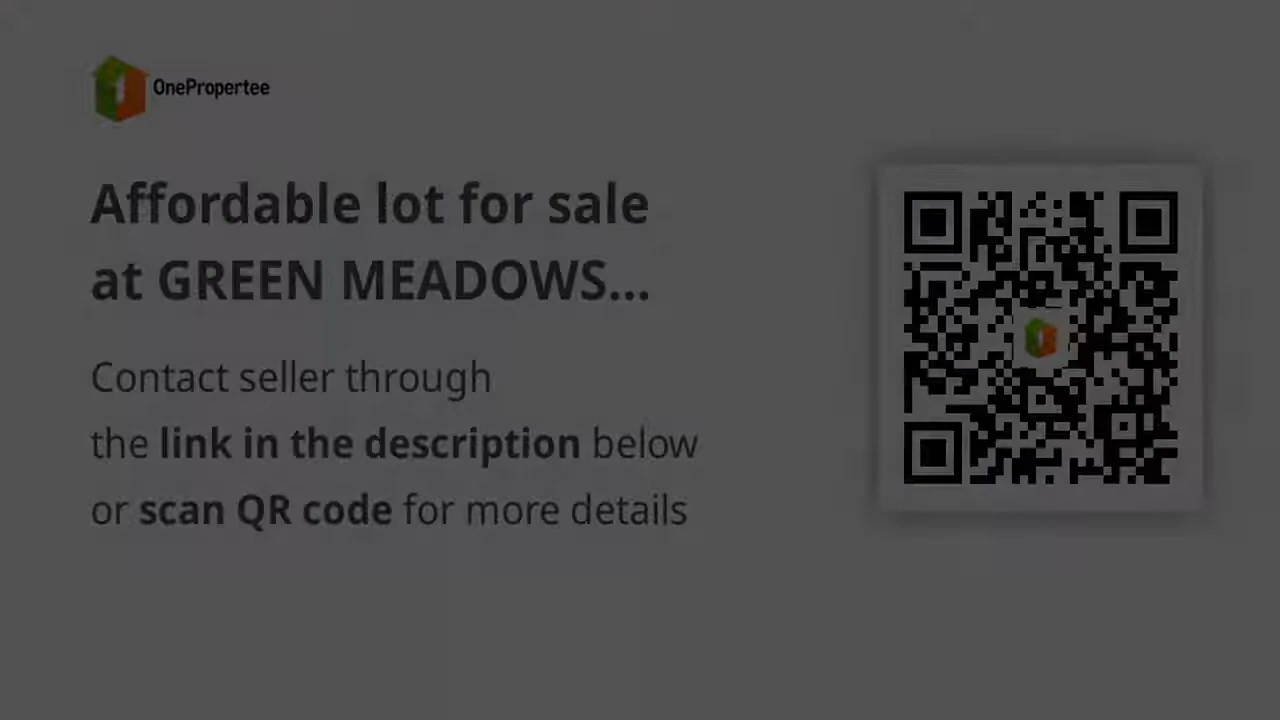 OnePropertee
Affordable lot for sale
at GREEN MEADOWS...
Contact seller through
the link in the description below
or scan QR code for more details